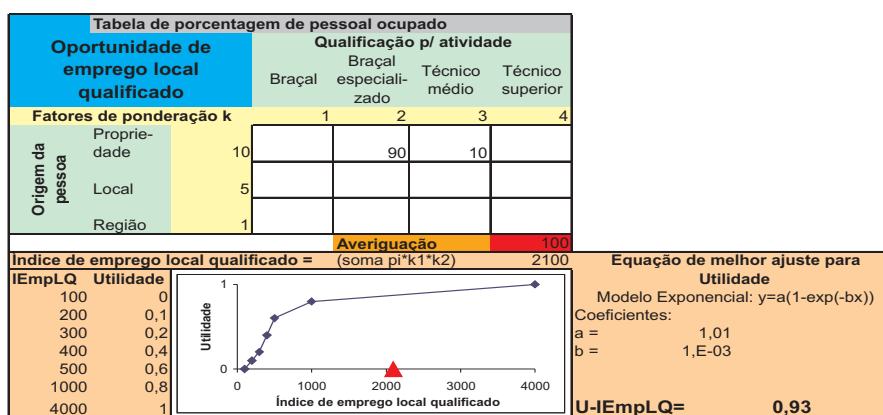 Tabela de porcentagem de pessoal ocupado
Oportunidade de
emprego local
qualificado
Qualificação p/ atividade
Braçal
Braçal
especiali-
zado
Técnico
médio
Técnico
superior
Fatores de ponderação k 1 2 3 4
Origem da
pessoa
Proprie-
dade 10 90 10
Local 5
Região 1
Averiguação 100
Índice de emprego local qualificado = (soma pi*k1*k2) 2100
IEmpLQ Utilidade
100 0
200 0,1
300 0,2
400 0,4
500 0,6
1000 0,8
4000 1
Utilidade
1
0
0 1000 2000 3000 4000
Índice de emprego local qualificado
Equação de melhor ajuste para
Utilidade
Modelo Exponencial: y=a(1-exp(-bx))
Coeficientes:
a = 1,01
b = 1,E-03
U-IEmpLQ= 0,93